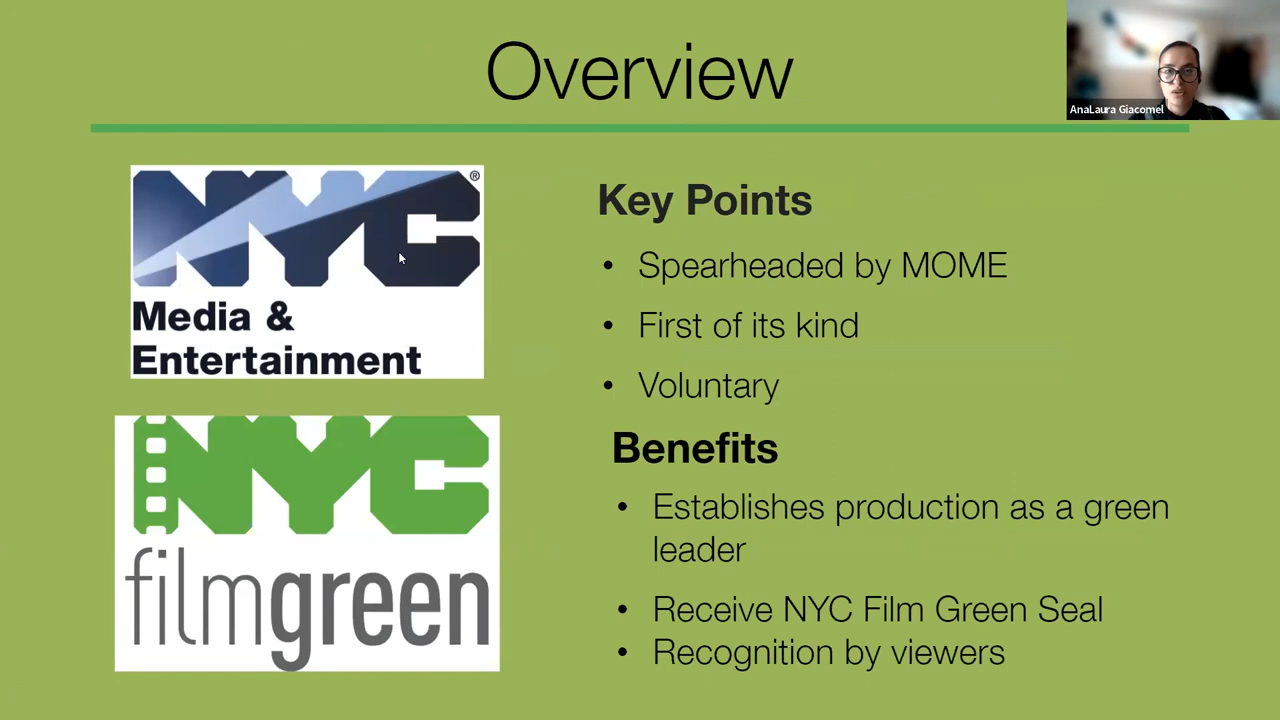 Overview
AnaLaura Giacomel
NYC®
Media &
Entertainment
NYC
filmgreen
Key Points
• Spearheaded by MOME
• First of its kind
• Voluntary
Benefits
• Establishes production as a green
leader
• Receive NYC Film Green Seal
• Recognition by viewers